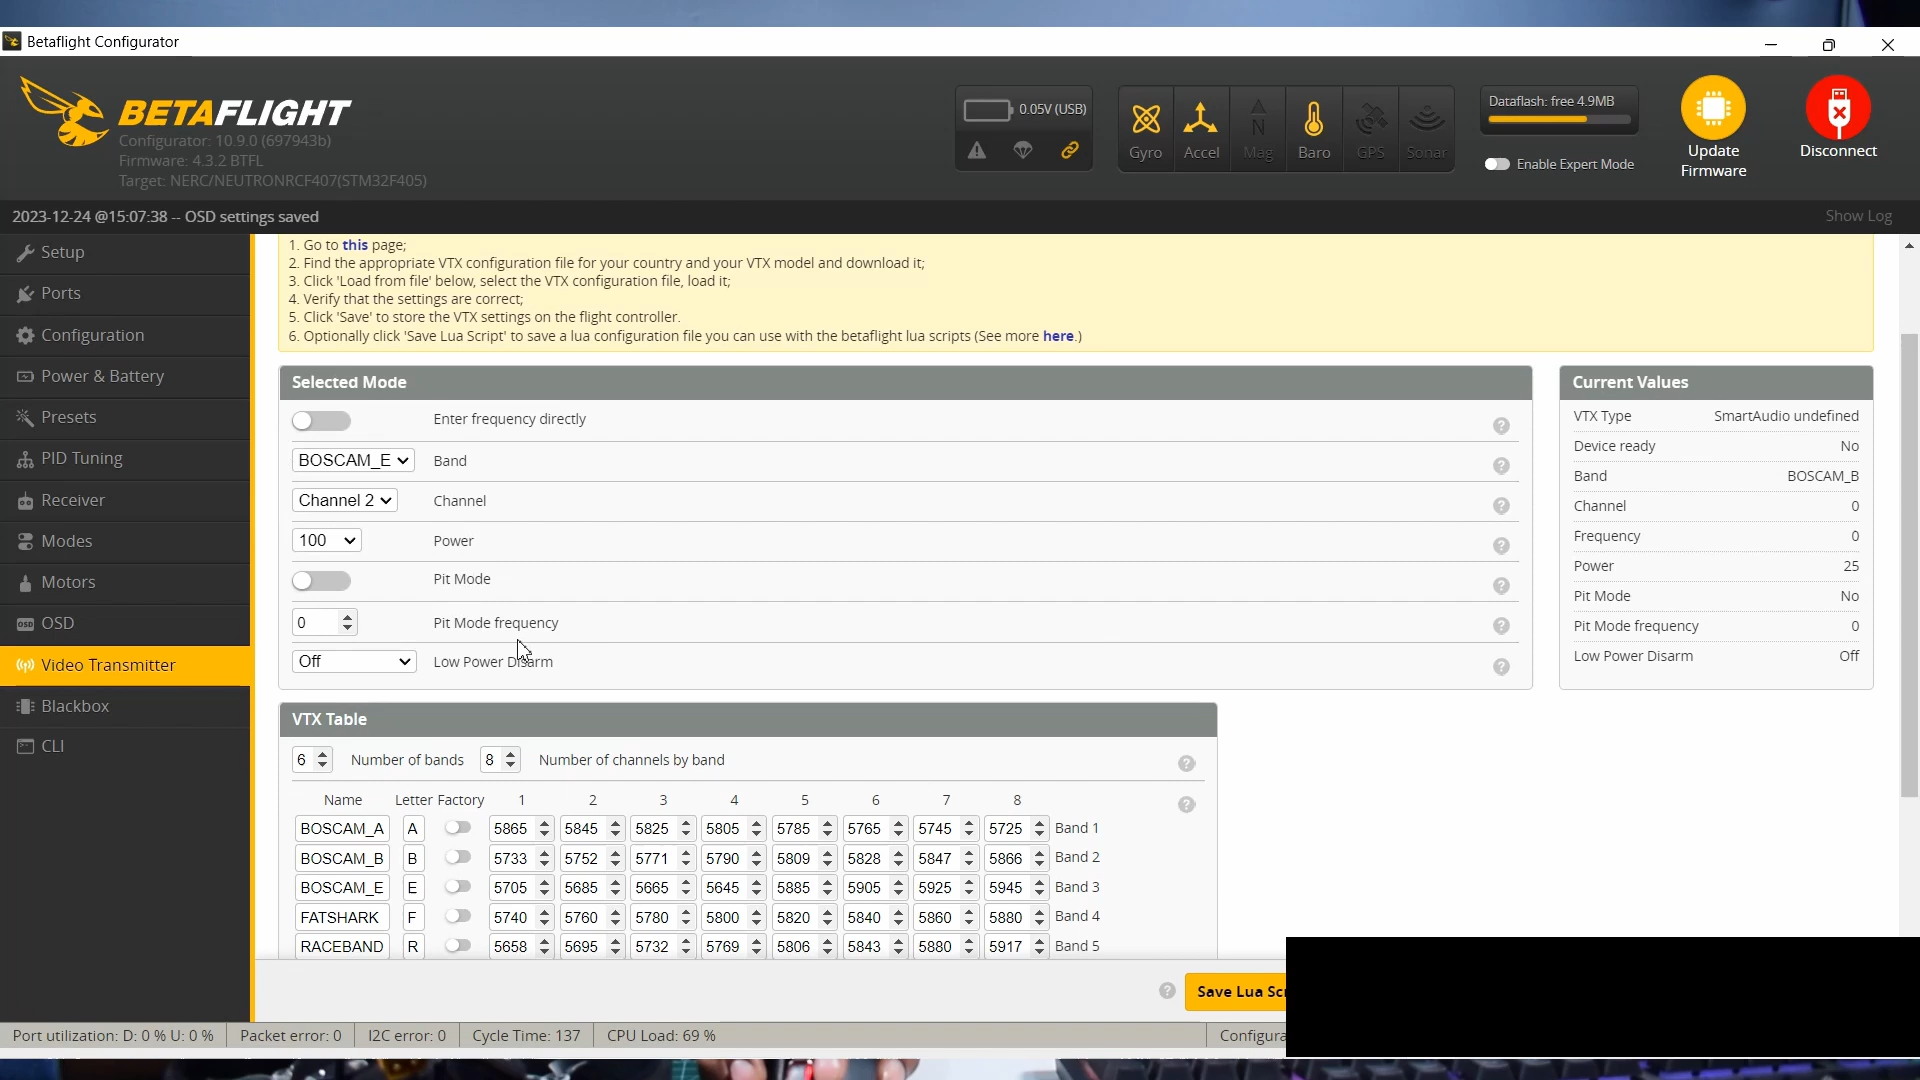 Betaflight Configurator
BETAFLIGHT
Configurator: 10.9.0 (697943b)
Firmware: 4.3.2 BTFL
Target: NERC/NEUTRONRCF407(STM32F405)
0.05V (USB)
Gyro
Accel
Mag
Baro
GPS
Sonar
Dataflash: free 4.9MB
Enable Expert Mode
Update
Firmware
Disconnect
2023-12-24 @15:07:38 -- OSD settings saved
Show Log
Setup
Ports
Configuration
Power & Battery
Presets
PID Tuning
Receiver
Modes
Motors
OSD
Video Transmitter
Blackbox
CLI
1. Go to this page;
2. Find the appropriate VTX configuration file for your country and your VTX model and download it;
3. Click 'Load from file' below, select the VTX configuration file, load it;
4. Verify that the settings are correct;
5. Click 'Save' to store the VTX settings on the flight controller.
6. Optionally click 'Save Lua Script' to save a lua configuration file you can use with the betaflight lua scripts (See more here.)
Selected Mode
Enter frequency directly
BOSCAM_E Band
Channel 2 Channel
100 Power
Pit Mode
0 Pit Mode frequency
Off Low Power Disarm
Current Values
VTX Type SmartAudio undefined
Device ready No
Band BOSCAM_B
Channel 0
Frequency 0
Power 25
Pit Mode No
Pit Mode frequency 0
Low Power Disarm Off
VTX Table
6 Number of bands 8 Number of channels by band
Name Letter Factory 1 2 3 4 5 6 7 8
BOSCAM_A A 5865 5845 5825 5805 5785 5765 5745 5725 Band 1
BOSCAM_B B 5733 5752 5771 5790 5809 5828 5847 5866 Band 2
BOSCAM_E E 5705 5685 5665 5645 5885 5905 5925 5945 Band 3
FATSHARK F 5740 5760 5780 5800 5820 5840 5860 5880 Band 4
RACEBAND R 5658 5695 5732 5769 5806 5843 5880 5917 Band 5
Save Lua Scr
Port utilization: D: 0 % U: 0 % Packet error: 0 I2C error: 0 Cycle Time: 137 CPU Load: 69 % Configura